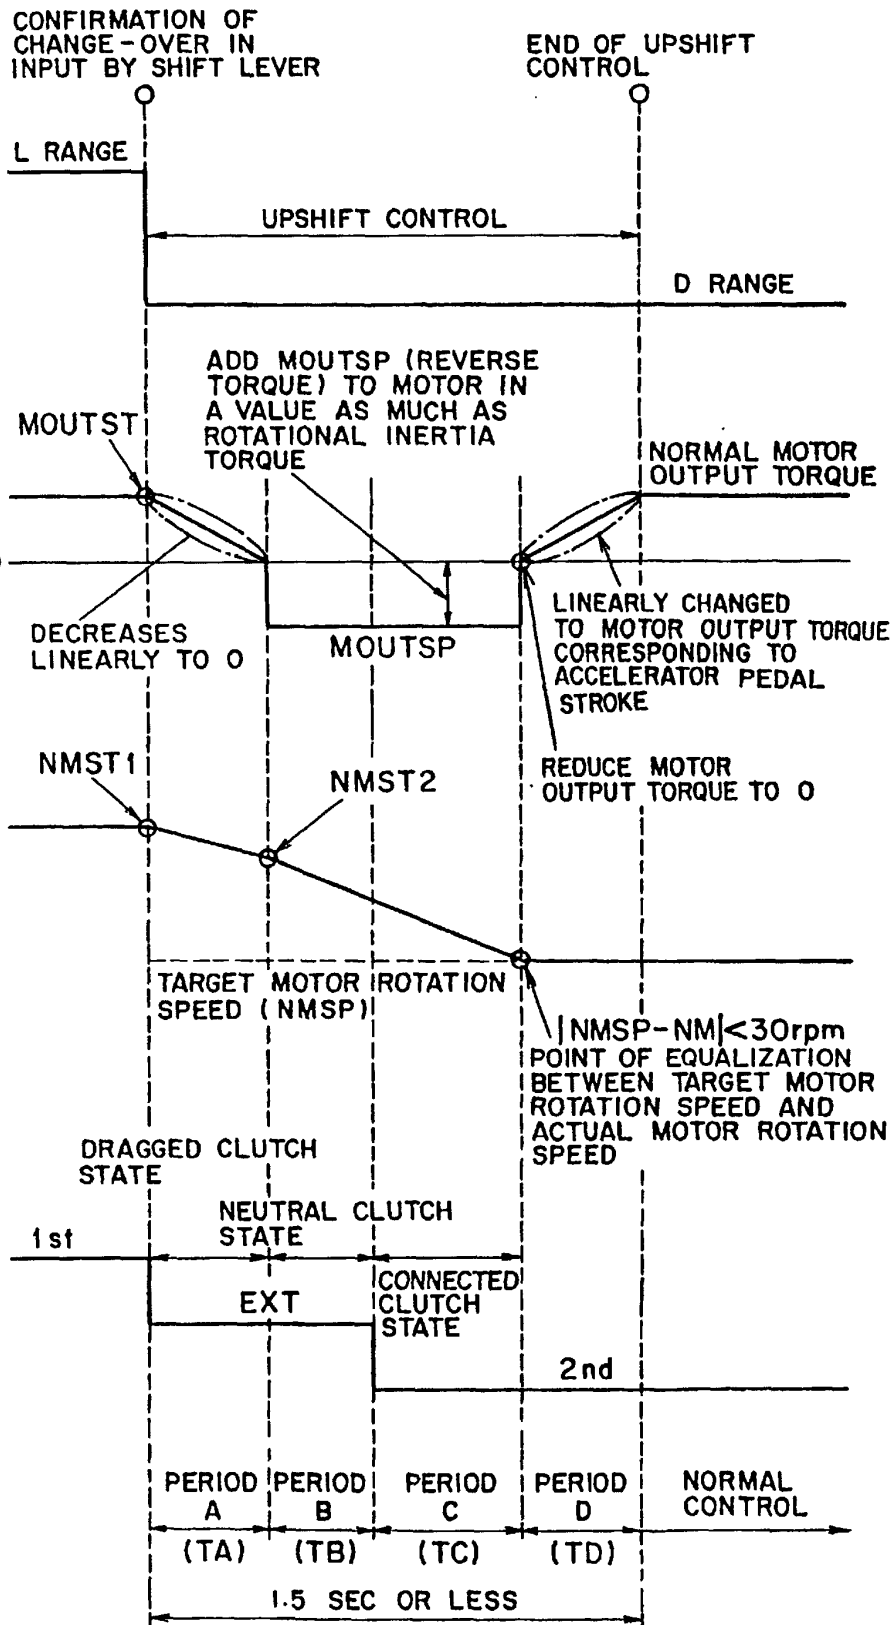 CONFIRMATION OF
CHANGE-OVER IN
INPUT BY SHIFT LEVER
END OF UPSHIFT
CONTROL
L RANGE
UPSHIFT CONTROL
D RANGE
ADD MOUTSP (REVERSE
TORQUE) TO MOTOR IN
A VALUE AS MUCH AS
ROTATIONAL INERTIA
TORQUE
MOUTST
NORMAL MOTOR
OUTPUT TORQUE
DECREASES
LINEARLY TO 0
MOUTSP
LINEARLY CHANGED
TO MOTOR OUTPUT TORQUE
CORRESPONDING TO
ACCELERATOR PEDAL
STROKE
NMST1
NMST2
REDUCE MOTOR
OUTPUT TORQUE TO 0
TARGET MOTOR ROTATION
SPEED (NMSP)
|NMSP-NM|<30rpm
POINT OF EQUALIZATION
BETWEEN TARGET MOTOR
ROTATION SPEED AND
ACTUAL MOTOR ROTATION
SPEED
DRAGGED CLUTCH
STATE
NEUTRAL CLUTCH
STATE
1st
EXT
CONNECTED
CLUTCH
STATE
2nd
PERIOD
A
(TA)
PERIOD
B
(TB)
PERIOD
C
(TC)
PERIOD
D
(TD)
NORMAL
CONTROL
1.5 SEC OR LESS